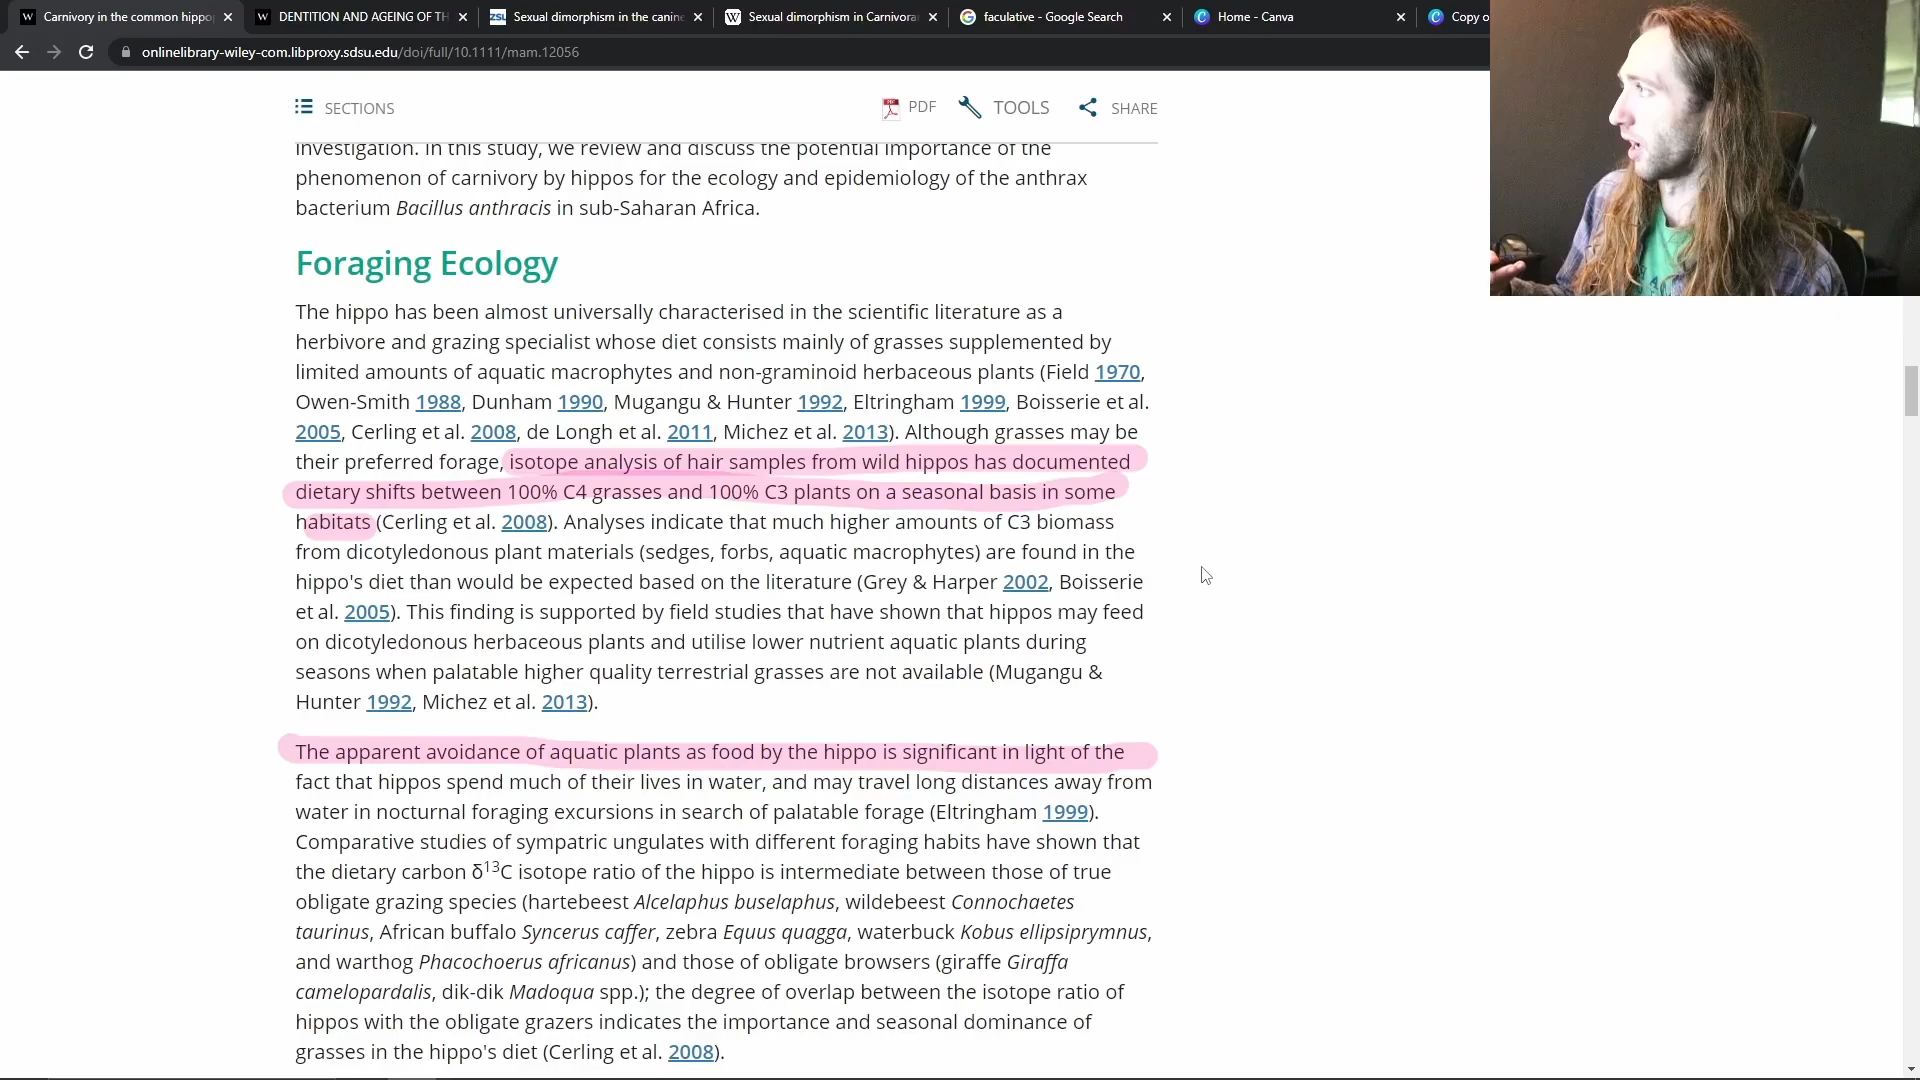 Carnivory in the common hippo
DENTITION AND AGEING OF TH
Sexual dimorphism in the canine
Sexual dimorphism in Carnivora
faculative - Google Search
Home - Canva
Copy o
onlinelibrary-wiley-com.libproxy.sdsu.edu/doi/full/10.1111/mam.12056
SECTIONS
PDF
TOOLS
SHARE
investigation. In this study, we review and discuss the potential importance of the
phenomenon of carnivory by hippos for the ecology and epidemiology of the anthrax
bacterium Bacillus anthracis in sub-Saharan Africa.
Foraging Ecology
The hippo has been almost universally characterised in the scientific literature as a
herbivore and grazing specialist whose diet consists mainly of grasses supplemented by
limited amounts of aquatic macrophytes and non-graminoid herbaceous plants (Field 1970,
Owen-Smith 1988, Dunham 1990, Mugangu & Hunter 1992, Eltringham 1999, Boisserie et al.
2005, Cerling et al. 2008, de Longh et al. 2011, Michez et al. 2013). Although grasses may be
their preferred forage, isotope analysis of hair samples from wild hippos has documented
dietary shifts between 100% C4 grasses and 100% C3 plants on a seasonal basis in some
habitats (Cerling et al. 2008). Analyses indicate that much higher amounts of C3 biomass
from dicotyledonous plant materials (sedges, forbs, aquatic macrophytes) are found in the
hippo's diet than would be expected based on the literature (Grey & Harper 2002, Boisserie
et al. 2005). This finding is supported by field studies that have shown that hippos may feed
on dicotyledonous herbaceous plants and utilise lower nutrient aquatic plants during
seasons when palatable higher quality terrestrial grasses are not available (Mugangu &
Hunter 1992, Michez et al. 2013).
The apparent avoidance of aquatic plants as food by the hippo is significant in light of the
fact that hippos spend much of their lives in water, and may travel long distances away from
water in nocturnal foraging excursions in search of palatable forage (Eltringham 1999).
Comparative studies of sympatric ungulates with different foraging habits have shown that
the dietary carbon δ13C isotope ratio of the hippo is intermediate between those of true
obligate grazing species (hartebeest Alcelaphus buselaphus, wildebeest Connochaetes
taurinus, African buffalo Syncerus caffer, zebra Equus quagga, waterbuck Kobus ellipsiprymnus,
and warthog Phacochoerus africanus) and those of obligate browsers (giraffe Giraffa
camelopardalis, dik-dik Madoqua spp.); the degree of overlap between the isotope ratio of
hippos with the obligate grazers indicates the importance and seasonal dominance of
grasses in the hippo's diet (Cerling et al. 2008).